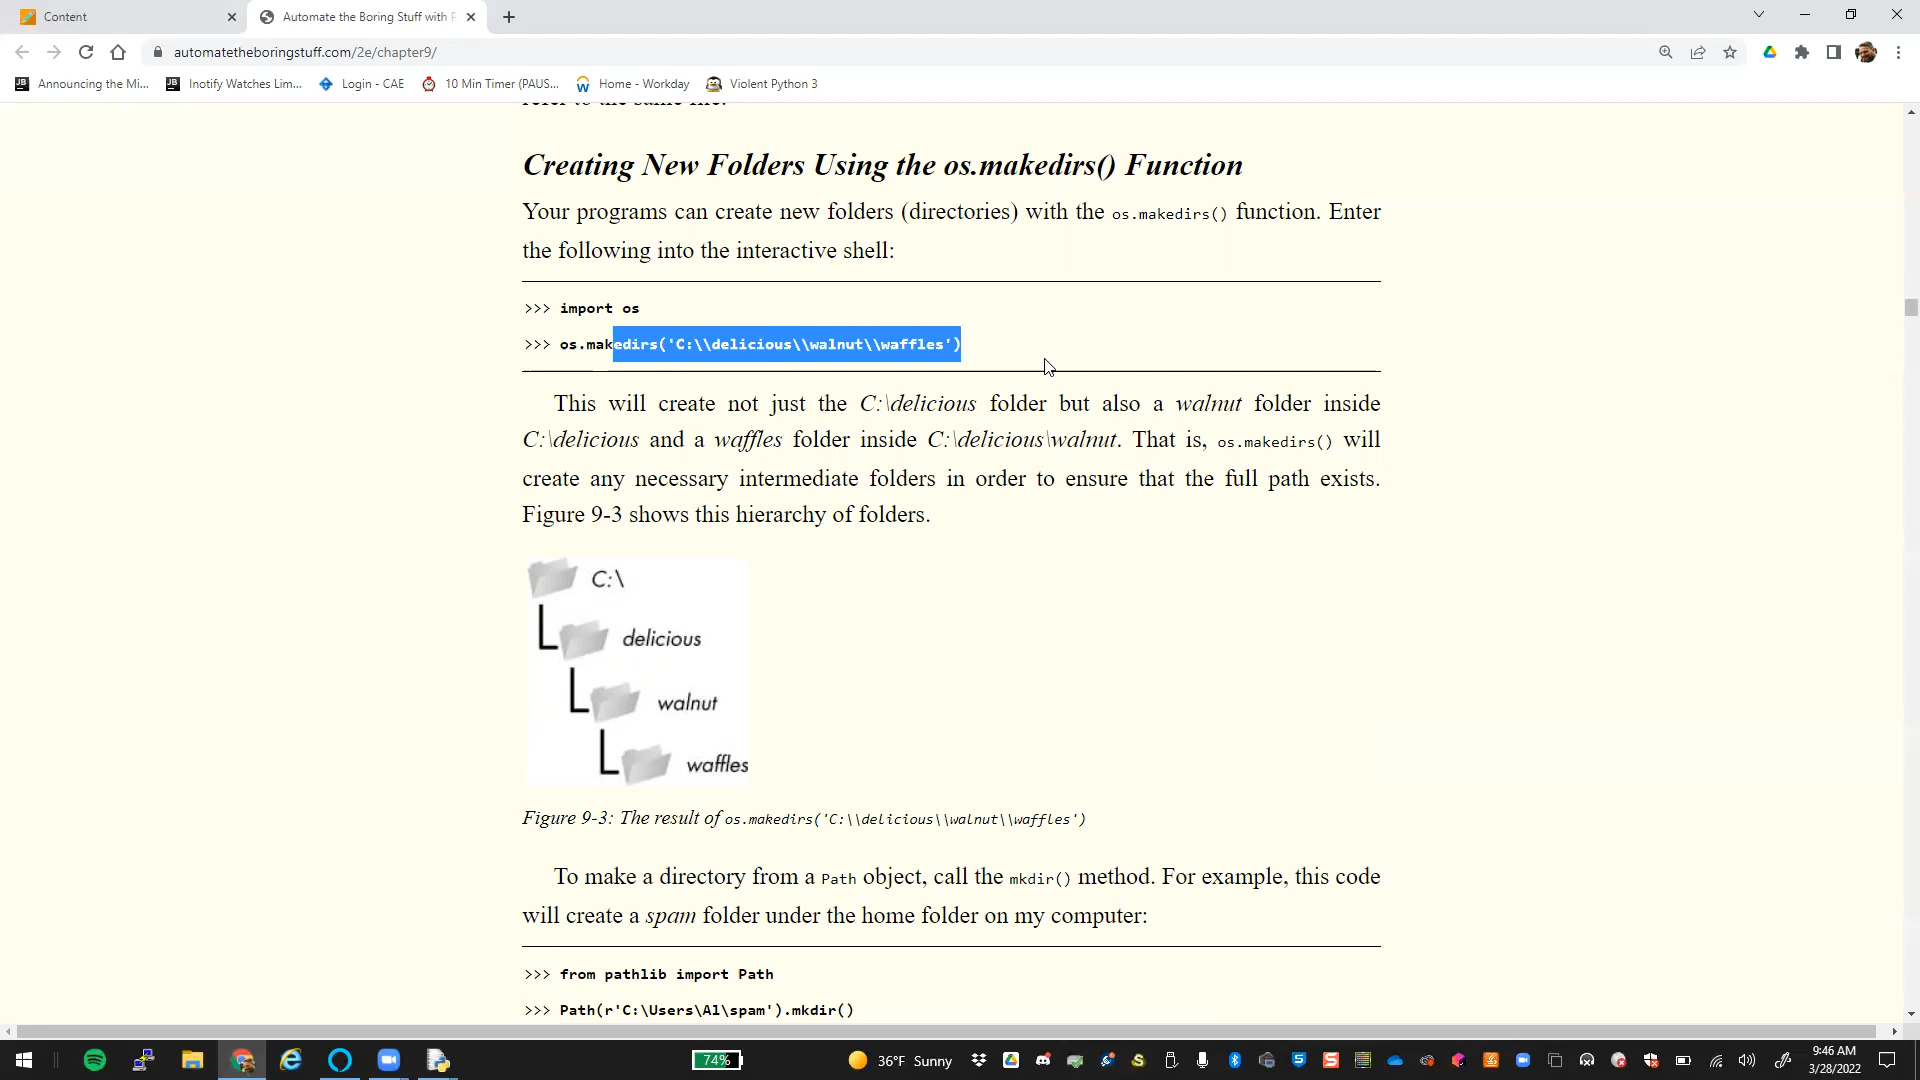 Content
Automate the Boring Stuff with P
automatetheboringstuff.com/2e/chapter9/
Announcing the Mi...
Inotify Watches Lim...
Login - CAE
10 Min Timer (PAUS...
Home - Workday
Violent Python 3
Creating New Folders Using the os.makedirs() Function
Your programs can create new folders (directories) with the os.makedirs() function. Enter
the following into the interactive shell:
>>> import os
>>> os.makedirs('C:\\delicious\\walnut\\waffles')
This will create not just the C:\delicious folder but also a walnut folder inside
C:\delicious and a waffles folder inside C:\delicious\walnut. That is, os.makedirs() will
create any necessary intermediate folders in order to ensure that the full path exists.
Figure 9-3 shows this hierarchy of folders.
C:\
delicious
walnut
waffles
Figure 9-3: The result of os.makedirs('C:\\delicious\\walnut\\waffles')
To make a directory from a Path object, call the mkdir() method. For example, this code
will create a spam folder under the home folder on my computer:
>>> from pathlib import Path
>>> Path(r'C:\Users\Al\spam').mkdir()
74%
36°F Sunny
9:46 AM
3/28/2022